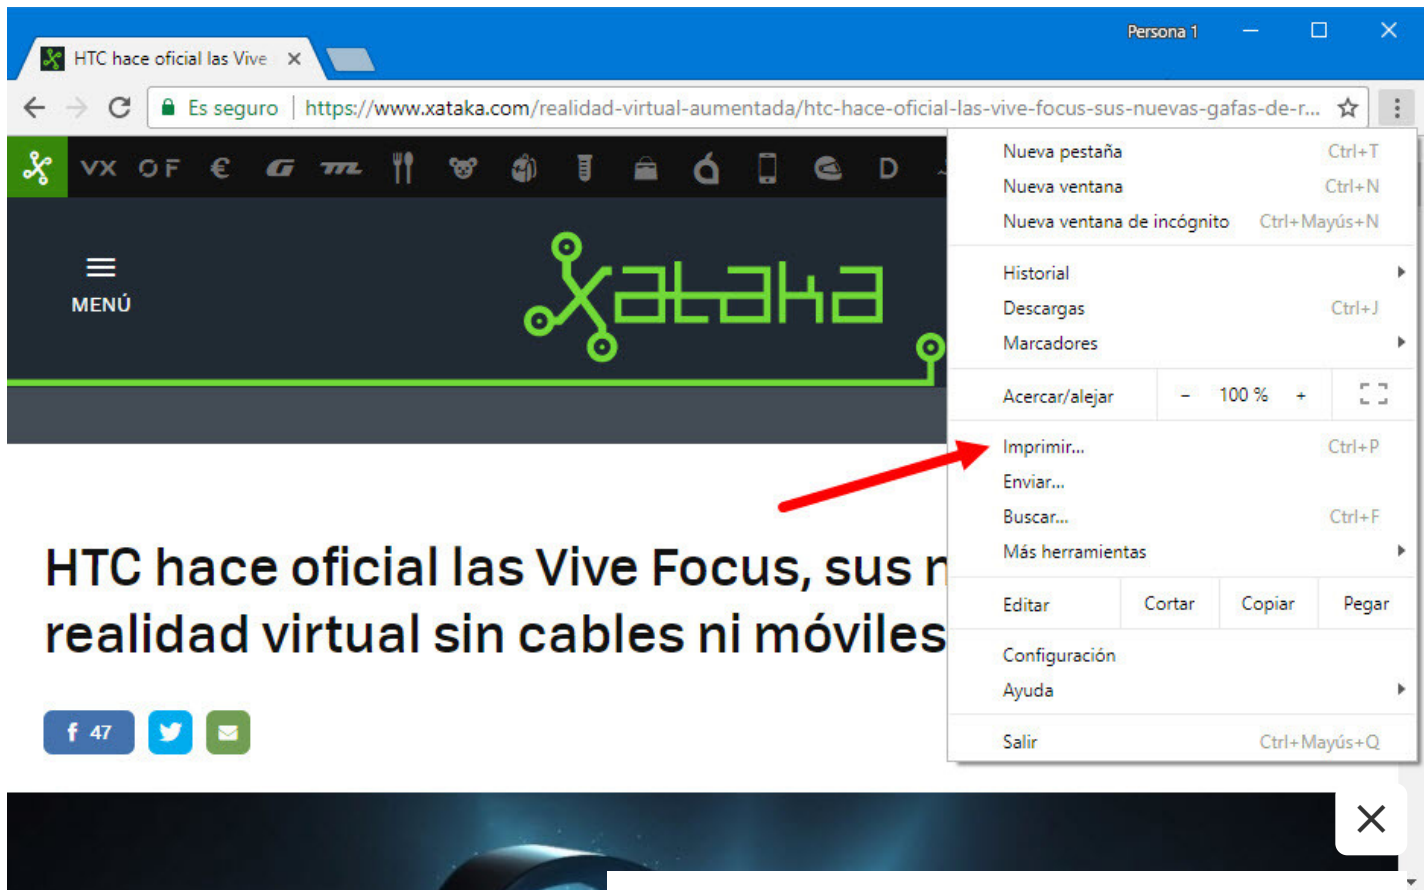 Persona 1
HTC hace oficial las Vive
Es seguro | https://www.xataka.com/realidad-virtual-aumentada/htc-hace-oficial-las-vive-focus-sus-nuevas-gafas-de-r...
VX OF € G m D
MENÚ
xataka
Nueva pestaña Ctrl+T
Nueva ventana Ctrl+N
Nueva ventana de incógnito Ctrl+Mayús+N
Historial
Descargas Ctrl+J
Marcadores
Acercar/alejar - 100 % +
Imprimir... Ctrl+P
Enviar...
Buscar... Ctrl+F
Más herramientas
Editar Cortar Copiar Pegar
Configuración
Ayuda
Salir Ctrl+Mayús+Q
HTC hace oficial las Vive Focus, sus n
realidad virtual sin cables ni móviles
f 47